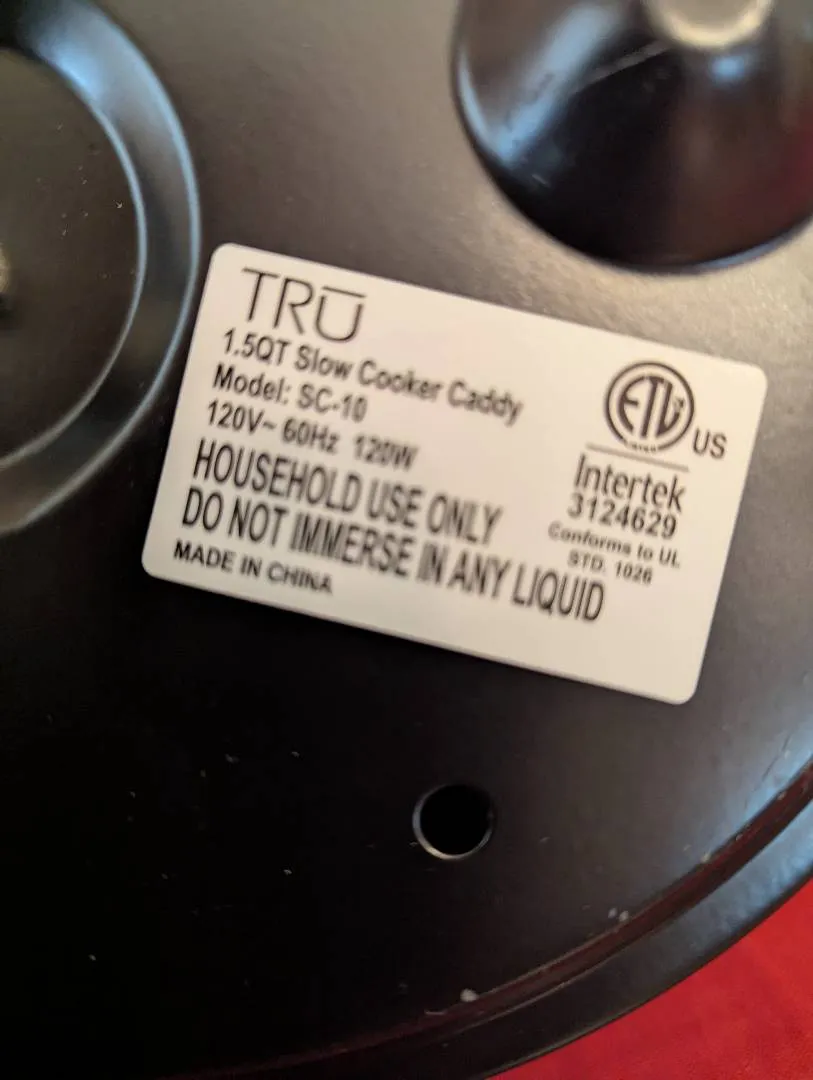 TRŪ
1.5QT Slow Cooker Caddy
Model: SC-10
120V~ 60Hz 120W
HOUSEHOLD USE ONLY
DO NOT IMMERSE IN ANY LIQUID
MADE IN CHINA
ETL
US
Intertek
3124629
Conforms to UL
STD. 1026